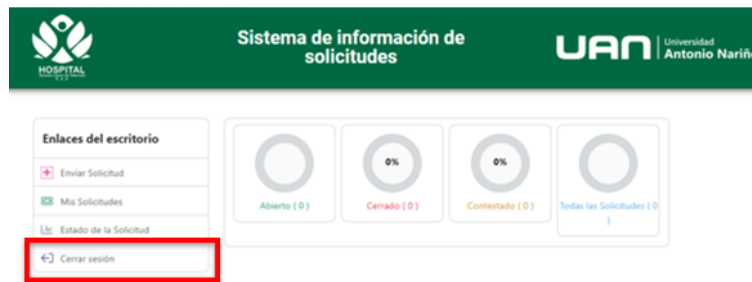 HOSPITAL
Sistema de información de
solicitudes
UAN
Universidad
Antonio Nariñ
Enlaces del escritorio
Enviar Solicitud
Mis Solicitudes
Estado de la Solicitud
Cerrar sesión
0%
0%
Abierto ( 0 )
Cerrado ( 0 )
Contestado ( 0 )
Todas las Solicitudes ( 0
)